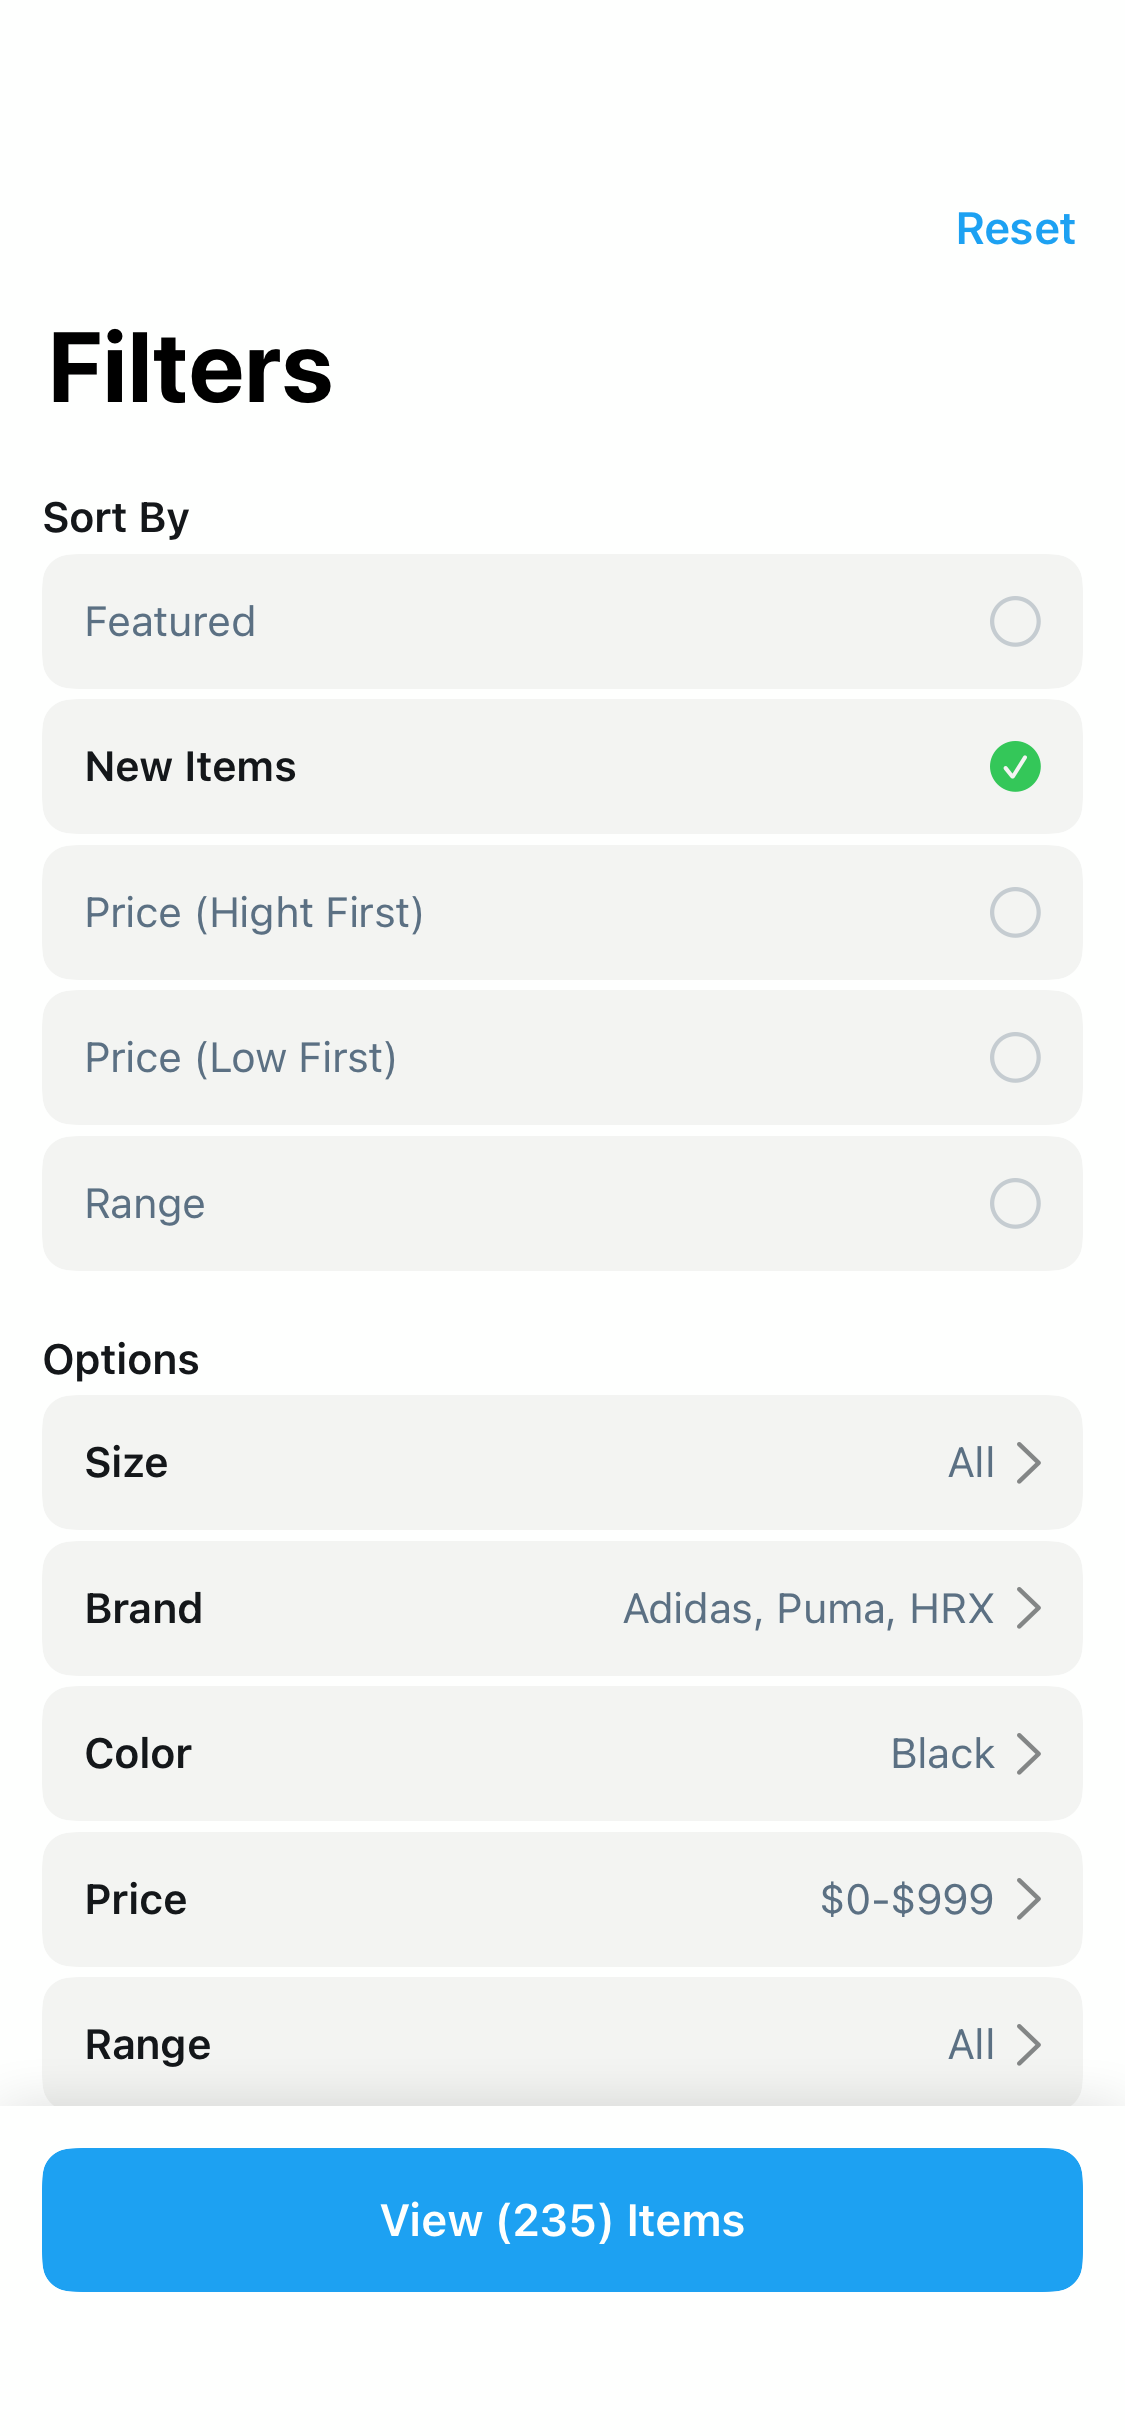 Reset
Filters
Sort By
Featured
New Items
Price (Hight First)
Price (Low First)
Range
Options
Size All
Brand Adidas, Puma, HRX
Color Black
Price $0-$999
Range All
View (235) Items